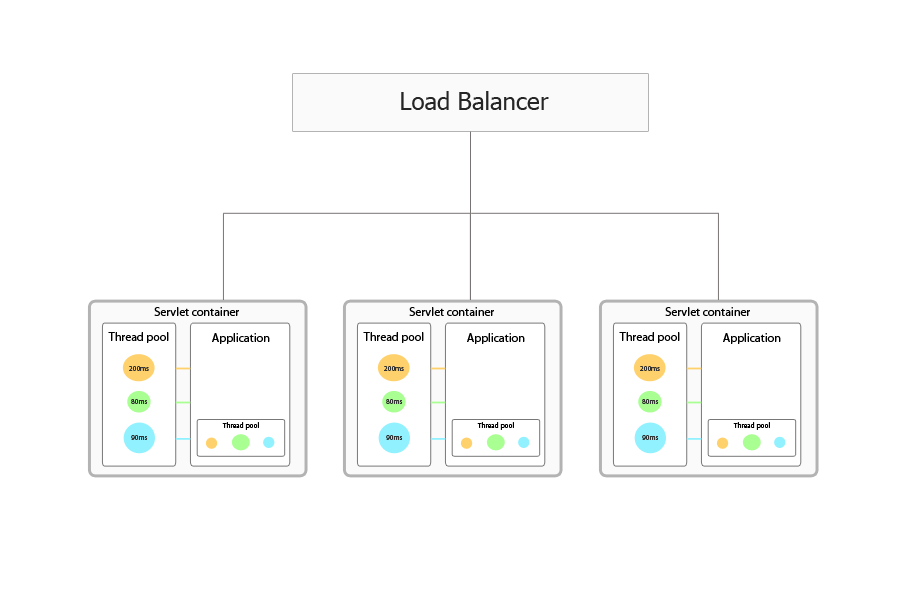 Load Balancer
Servlet container
Thread pool
Application
200ms
80ms
90ms
Thread pool
Servlet container
Thread pool
Application
200ms
80ms
90ms
Thread pool
Servlet container
Thread pool
Application
200ms
80ms
90ms
Thread pool